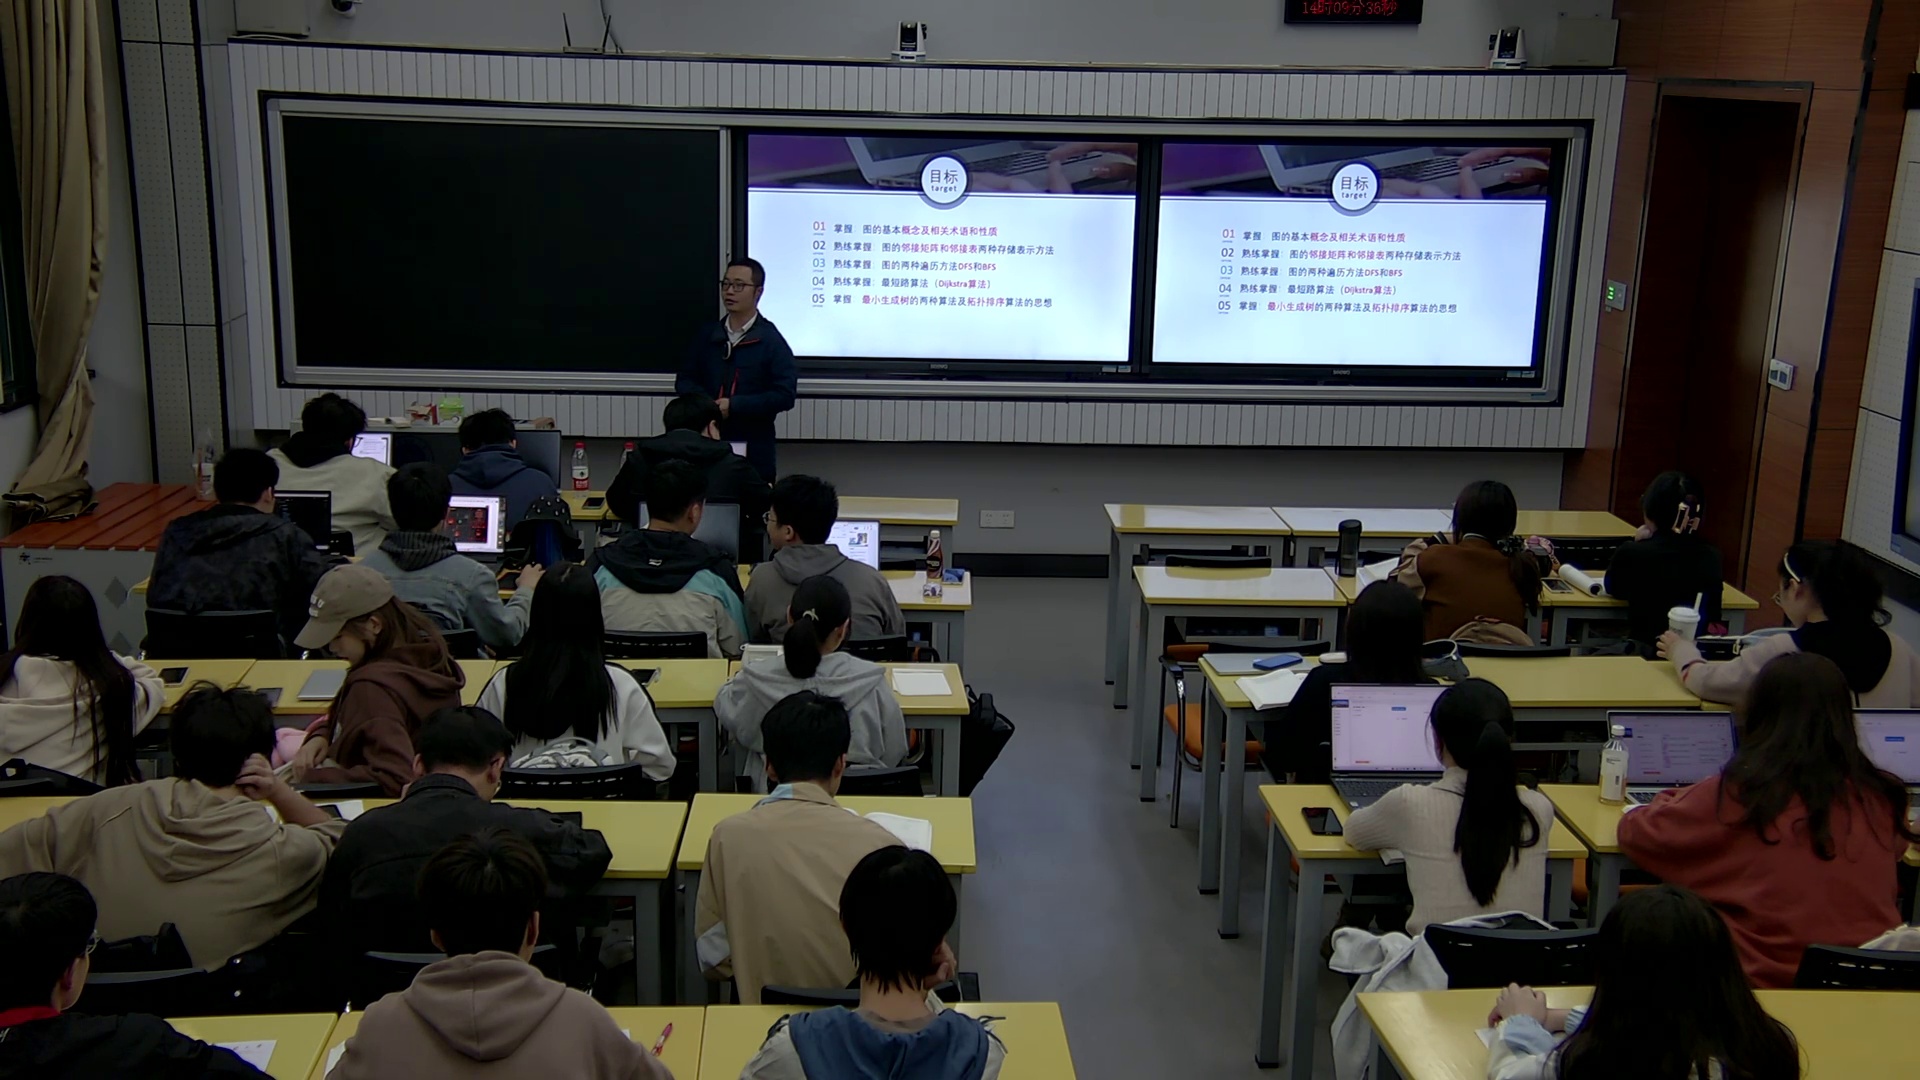 14时09分36秒
目标
target
01 掌握：图的基本概念及相关术语和性质
02 熟练掌握：图的邻接矩阵和邻接表两种存储表示方法
03 熟练掌握：图的两种遍历方法DFS和BFS
04 熟练掌握：最短路算法（Dijkstra算法）
05 掌握：最小生成树的两种算法及拓扑排序算法的思想
目标
target
01 掌握：图的基本概念及相关术语和性质
02 熟练掌握：图的邻接矩阵和邻接表两种存储表示方法
03 熟练掌握：图的两种遍历方法DFS和BFS
04 熟练掌握：最短路算法（Dijkstra算法）
05 掌握：最小生成树的两种算法及拓扑排序算法的思想